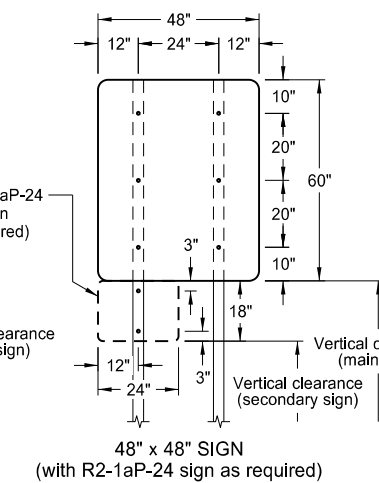 48"
12" 24" 12"
10"
20"
60"
20"
10"
aP-24
n
red)
3"
18"
earance
sign)
12"
24"
3"
Vertical c
(main
Vertical clearance
(secondary sign)
48" x 48" SIGN
(with R2-1aP-24 sign as required)